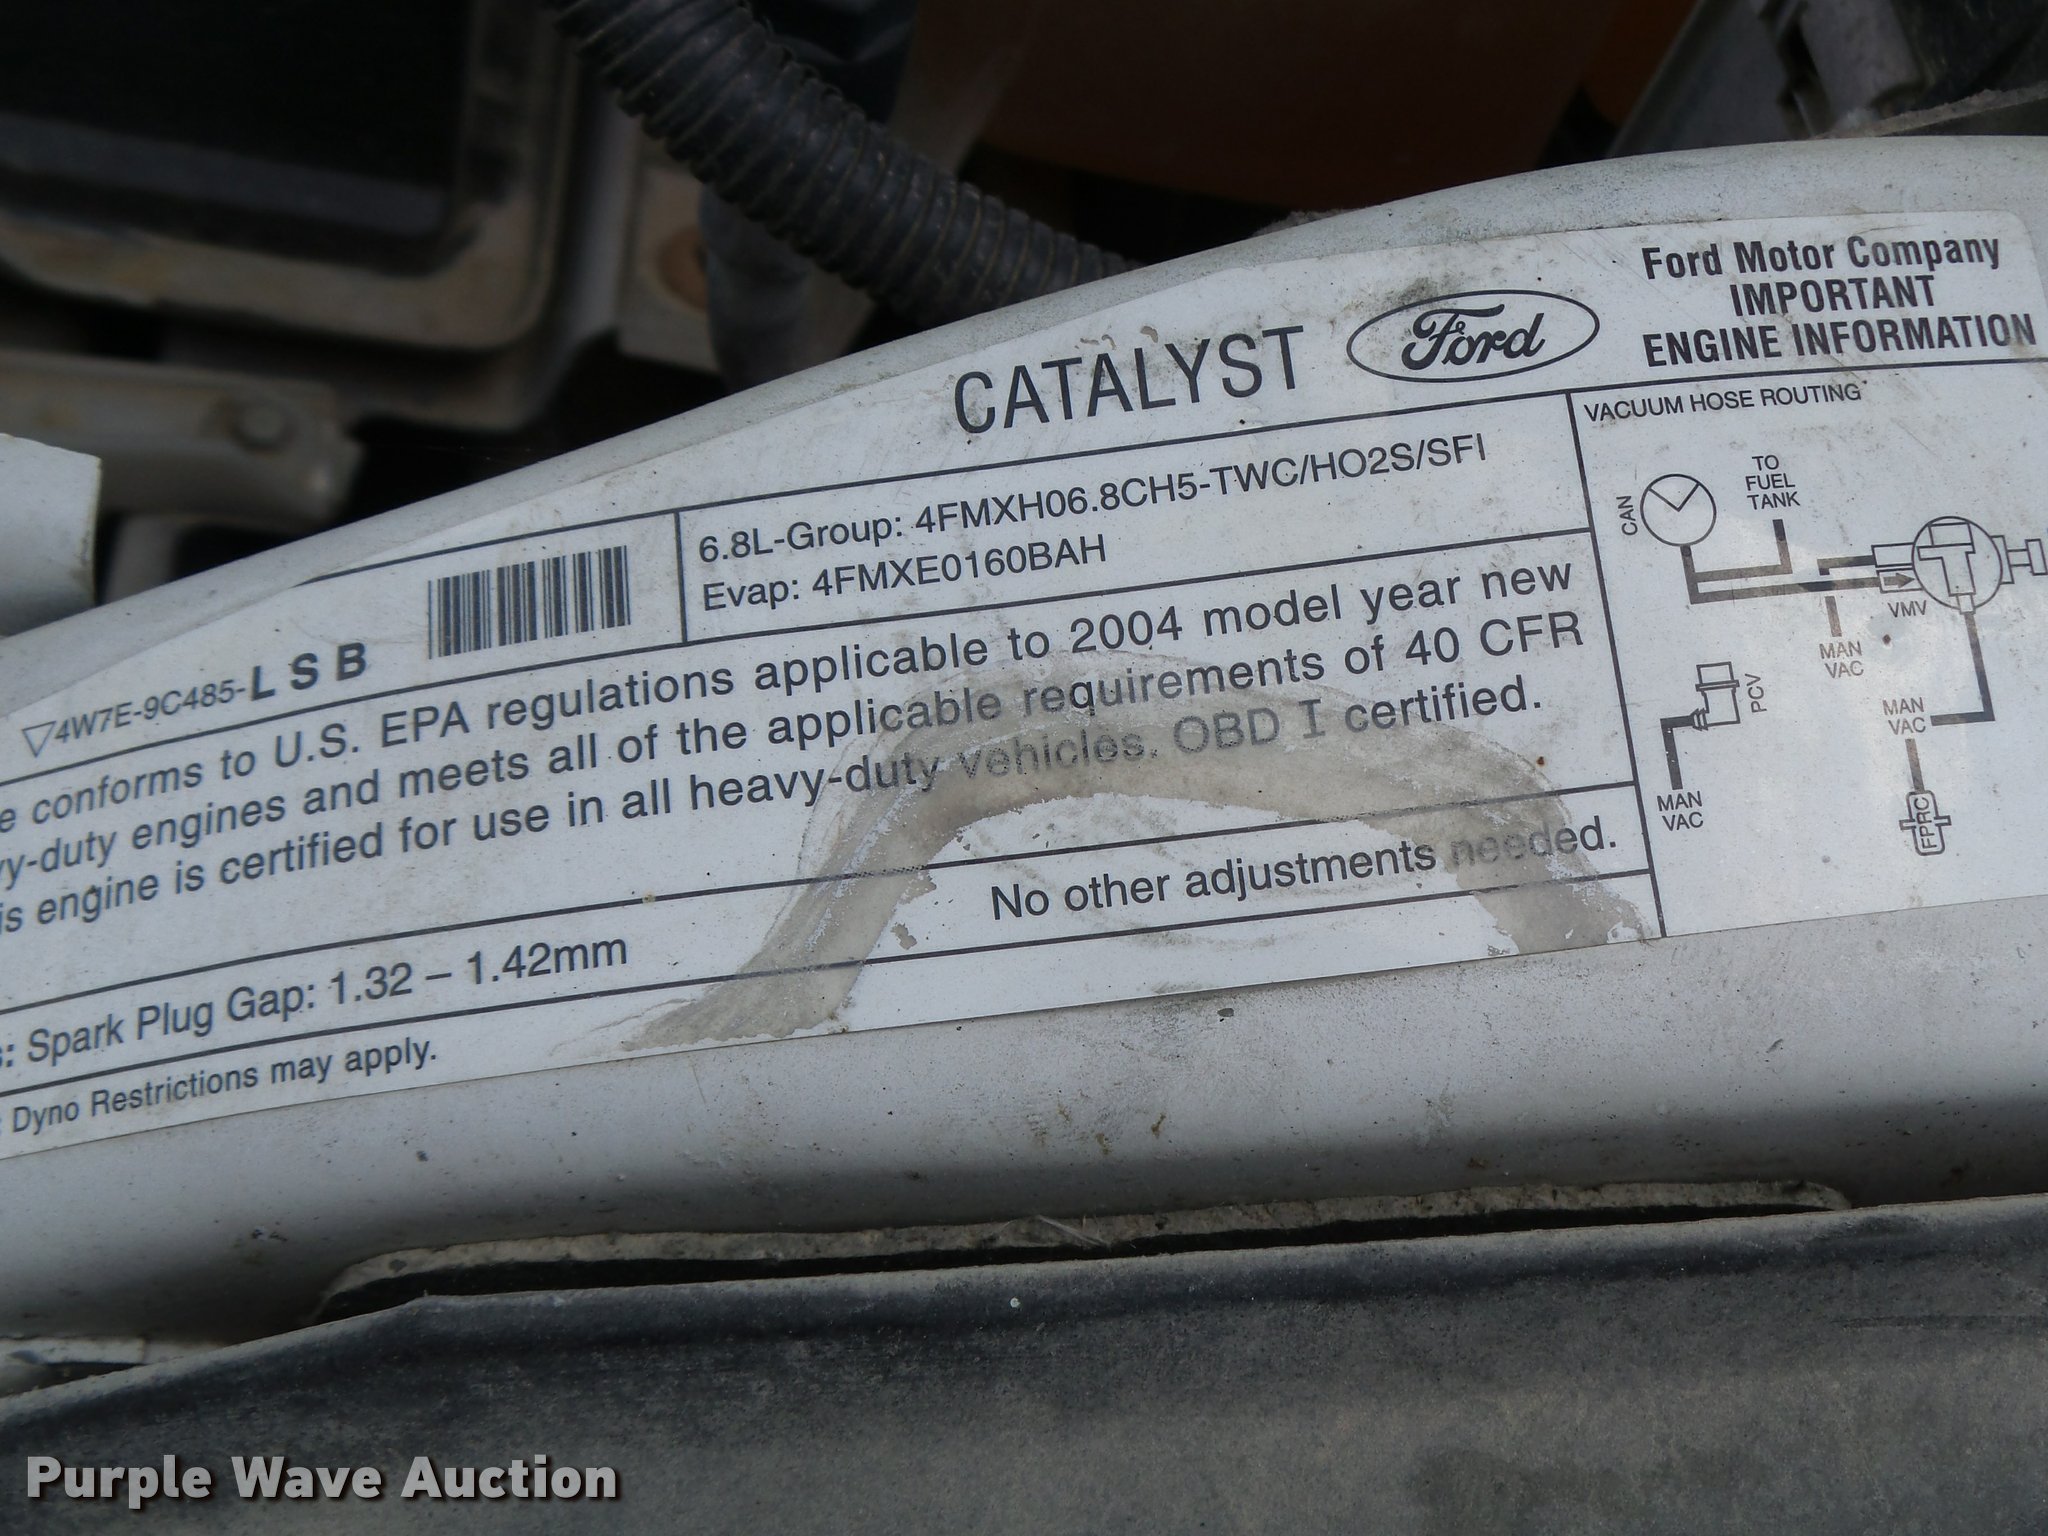 CATALYST
Ford
Ford Motor Company
IMPORTANT
ENGINE INFORMATION
4W7E-9C485-LSB
6.8L-Group: 4FMXH06.8CH5-TWC/HO2S/SFI
Evap: 4FMXE0160BAH
e conforms to U.S. EPA regulations applicable to 2004 model year new
vy-duty engines and meets all of the applicable requirements of 40 CFR
is engine is certified for use in all heavy-duty vehicles. OBD I certified.
s: Spark Plug Gap: 1.32 – 1.42mm
No other adjustments needed.
: Dyno Restrictions may apply.
VACUUM HOSE ROUTING
CAN
TO
FUEL
TANK
VMV
MAN
VAC
PCV
MAN
VAC
MAN
VAC
FPRC
Purple Wave Auction